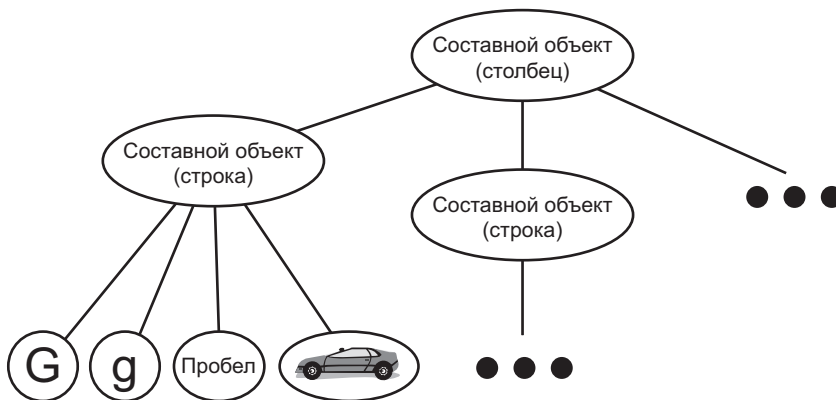 Составной объект
(столбец)
Составной объект
(строка)
Составной объект
(строка)
G
g
Пробел